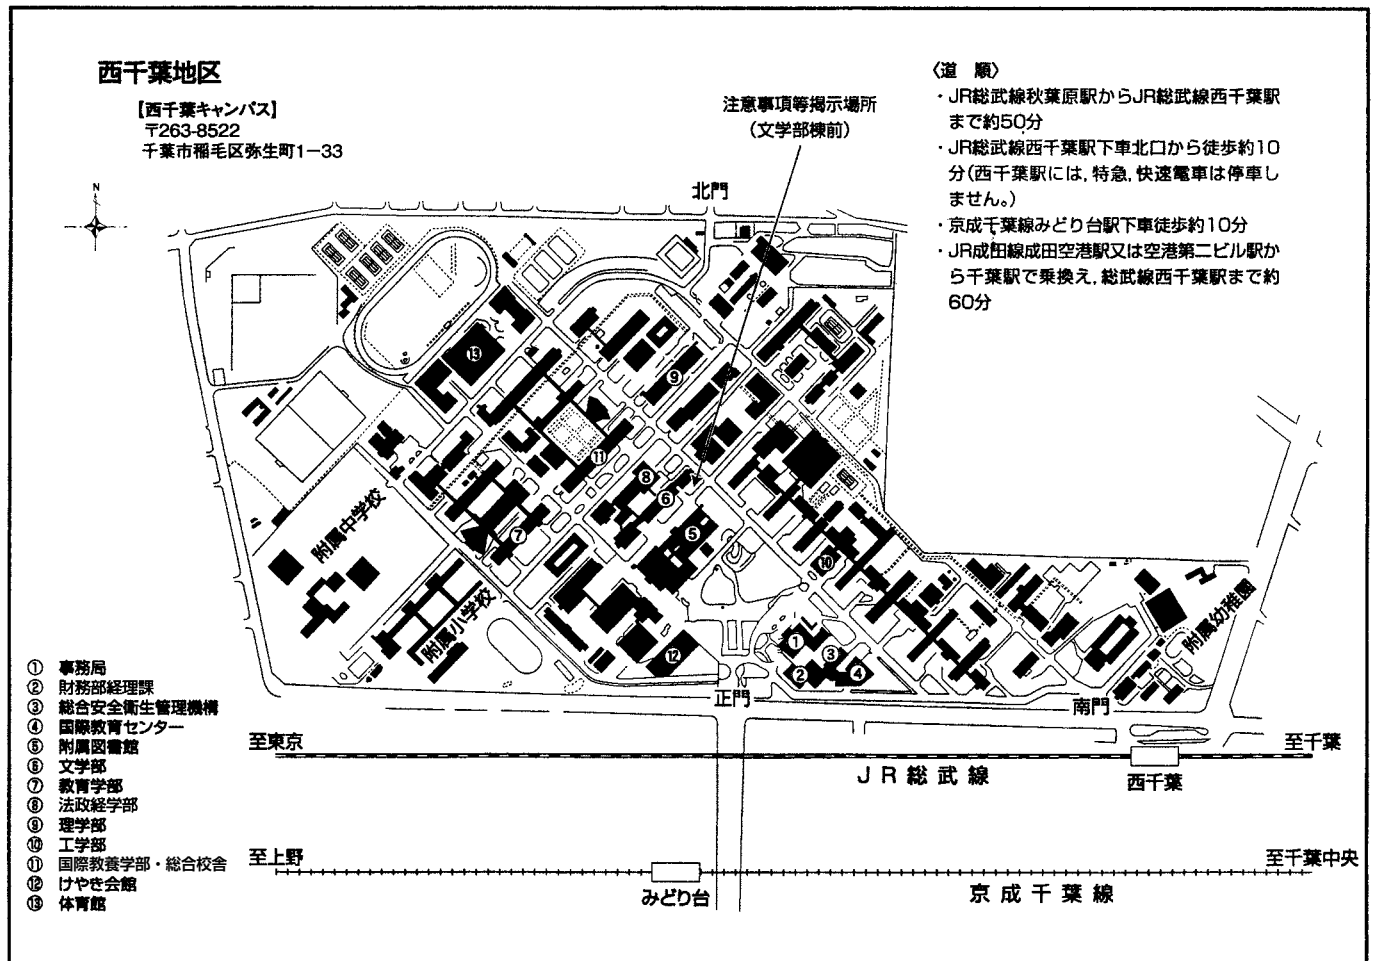 西千葉地区
【西千葉キャンパス】
〒263-8522
千葉市稲毛区弥生町1－33
〈道　順〉
・JR総武線秋葉原駅からJR総武線西千葉駅
まで約50分
・JR総武線西千葉駅下車北口から徒歩約10
分(西千葉駅には，特急，快速電車は停車し
ません。)
・京成千葉線みどり台駅下車徒歩約10分
・JR成田線成田空港駅又は空港第二ビル駅か
ら千葉駅で乗換え，総武線西千葉駅まで約
60分
注意事項等掲示場所
(文学部棟前)
N
北門
⑬
⑨
⑪
⑧
⑥
⑦
⑤
⑩
①
③
②
④
⑫
附属中学校
附属小学校
附属幼稚園
正門
南門
① 事務局
② 財務部経理課
③ 総合安全衛生管理機構
④ 国際教育センター
⑤ 附属図書館
⑥ 文学部
⑦ 教育学部
⑧ 法政経学部
⑨ 理学部
⑩ 工学部
⑪ 国際教養学部・総合校舎
⑫ けやき会館
⑬ 体育館
至東京
至千葉
JR総武線
西千葉
至上野
至千葉中央
みどり台
京成千葉線